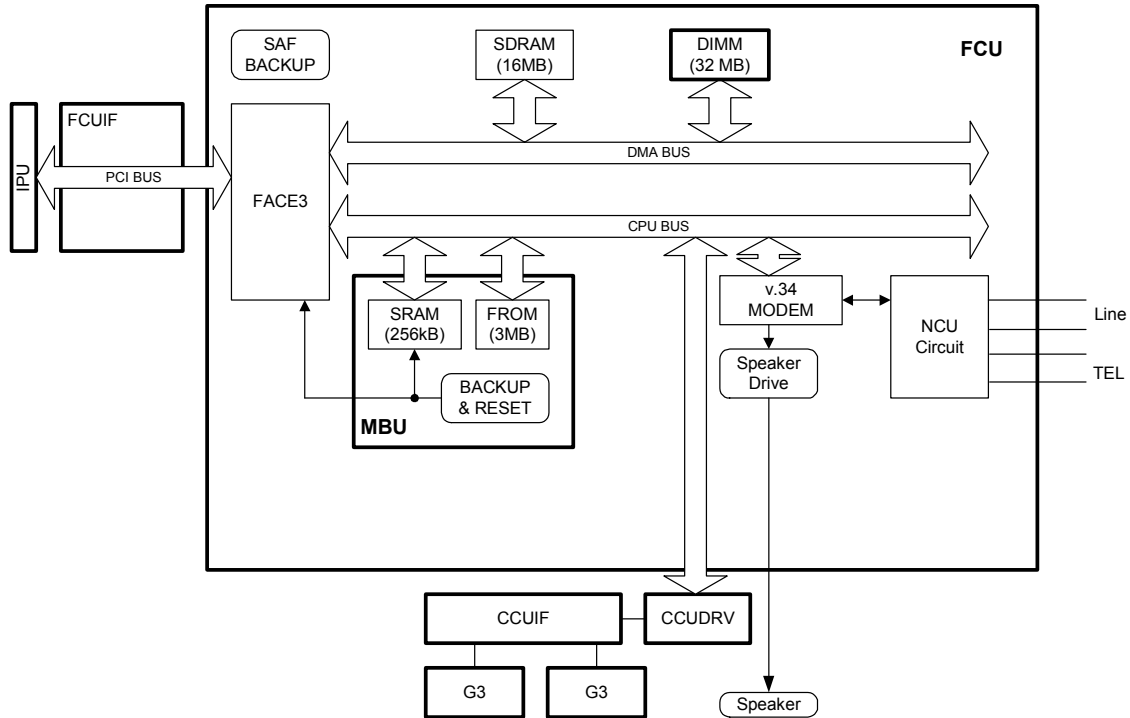 SAF
BACKUP
SDRAM
(16MB)
DIMM
(32 MB)
FCU
FCUIF
IPU
PCI BUS
FACE3
DMA BUS
CPU BUS
SRAM
(256kB)
FROM
(3MB)
BACKUP
& RESET
MBU
v.34
MODEM
Speaker
Drive
NCU
Circuit
Line
TEL
CCUIF
CCUDRV
G3
G3
Speaker